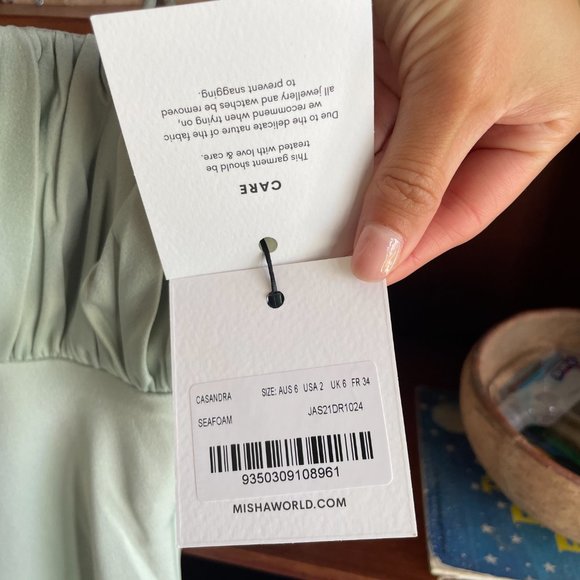 CARE
This garment should be
treated with love & care.
Due to the delicate nature of the fabric
we recommend when trying on,
all jewellery and watches be removed
to prevent snagging.
CASANDRA SIZE: AUS 6 USA 2 UK 6 FR 34
SEAFOAM JAS21DR1024
9350309108961
MISHAWORLD.COM